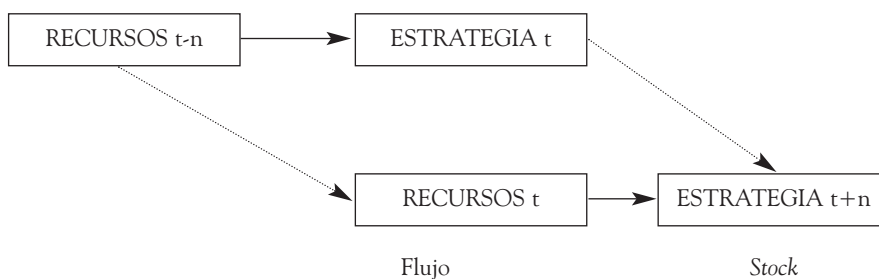 RECURSOS t-n
ESTRATEGIA t
RECURSOS t
ESTRATEGIA t+n
Flujo
Stock